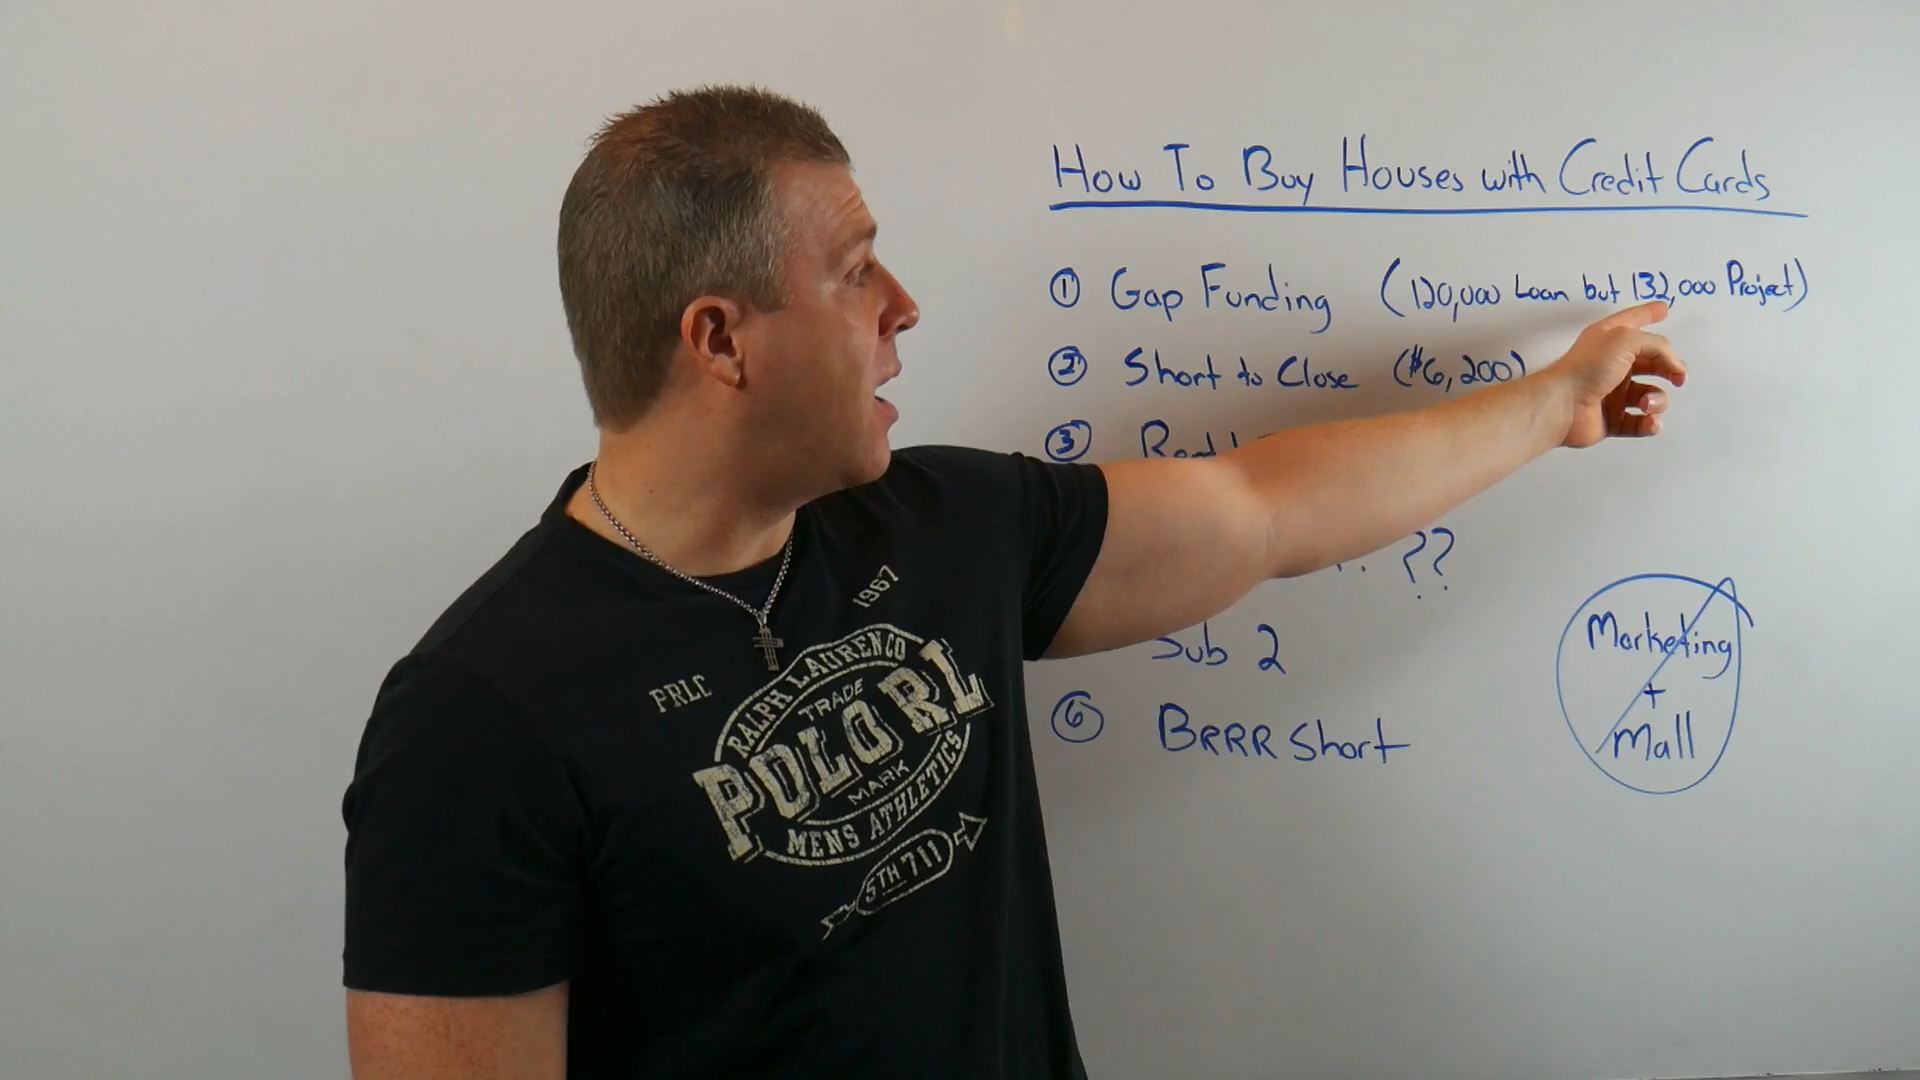 How To Buy Houses with Credit Cards
① Gap Funding (120,000 Loan but 132,000 Project)
② Short to Close ($6,200)
③
??
Sub 2
⑥ BRRR Short
Marketing
+
Mall
1967
PRLC
RALPH LAUREN CO
TRADE
POLO RL
MARK
MENS ATHLETICS
5TH 711